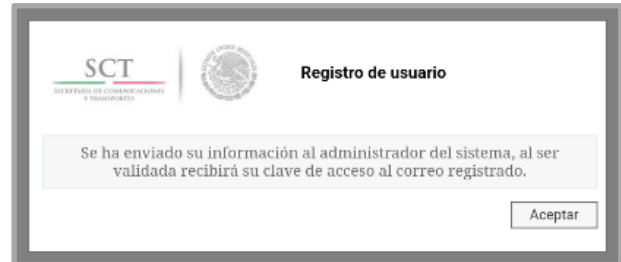 SCT
SECRETARÍA DE COMUNICACIONES
Y TRANSPORTES
Registro de usuario
Se ha enviado su información al administrador del sistema, al ser
validada recibirá su clave de acceso al correo registrado.
Aceptar